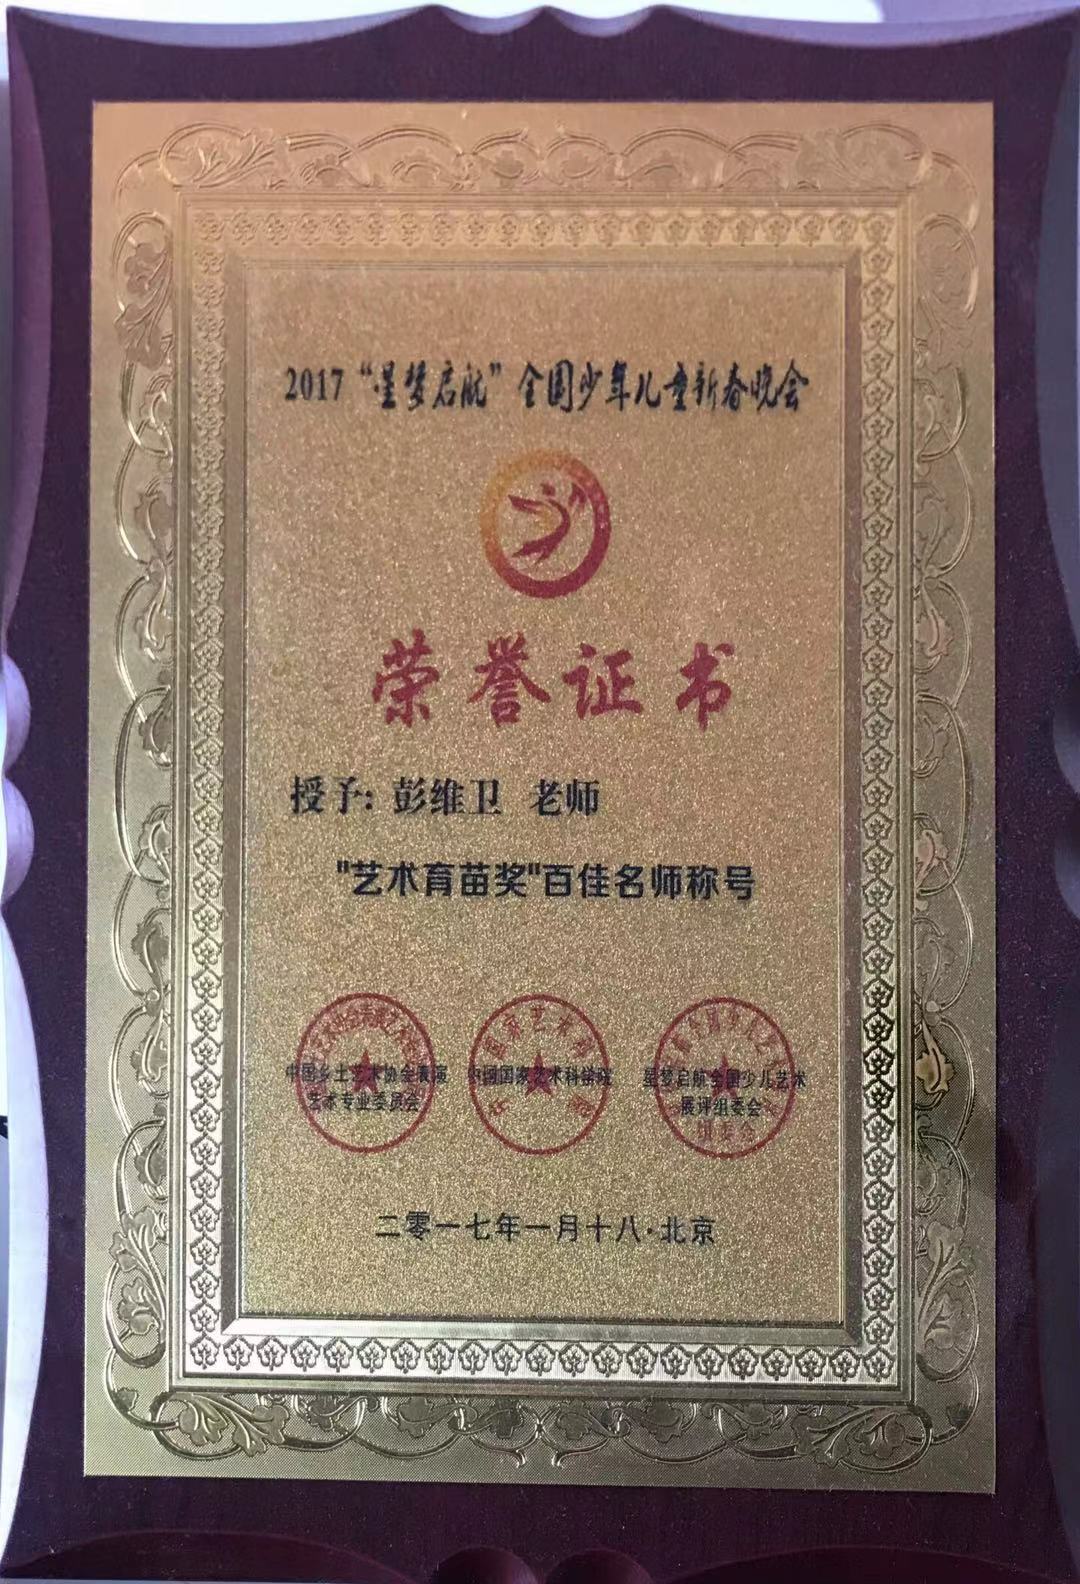 2017“星梦启航”全国少年儿童新春晚会
荣誉证书
授予: 彭维卫 老师
"艺术育苗奖"百佳名师称号
中国乡土艺术协会表演
艺术专业委员会
中国国家艺术科学院
星梦启航全国少儿艺术
展评组委会
组委会
二零一七年一月十八·北京